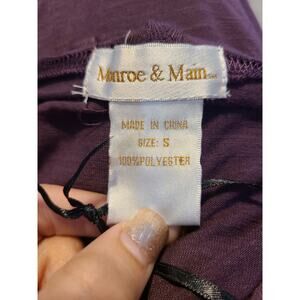 Monroe & Main
MADE IN CHINA
SIZE: S
100%POLYESTER